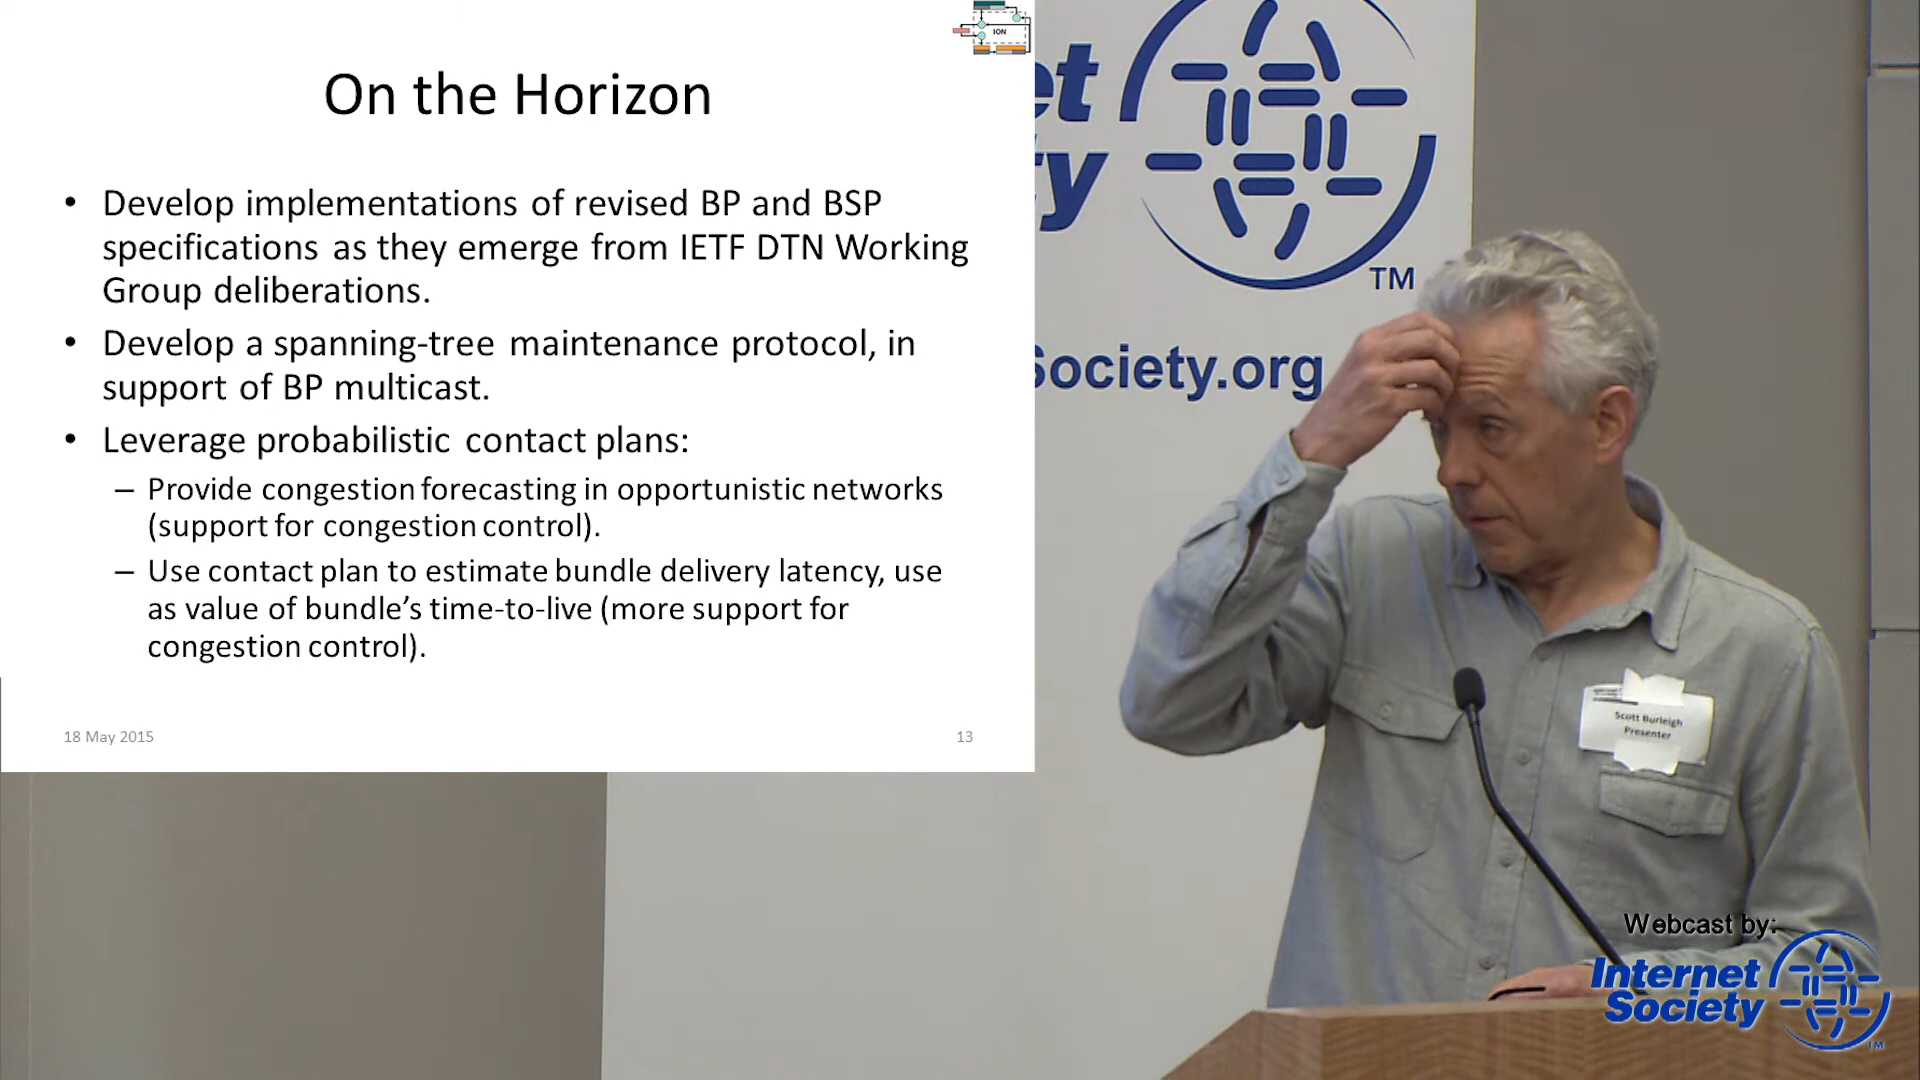 ION
On the Horizon
• Develop implementations of revised BP and BSP
specifications as they emerge from IETF DTN Working
Group deliberations.
• Develop a spanning-tree maintenance protocol, in
support of BP multicast.
• Leverage probabilistic contact plans:
– Provide congestion forecasting in opportunistic networks
(support for congestion control).
– Use contact plan to estimate bundle delivery latency, use
as value of bundle’s time-to-live (more support for
congestion control).
18 May 2015
13
et
ty
TM
Society.org
Scott Burleigh
Presenter
Webcast by:
Internet
Society
TM